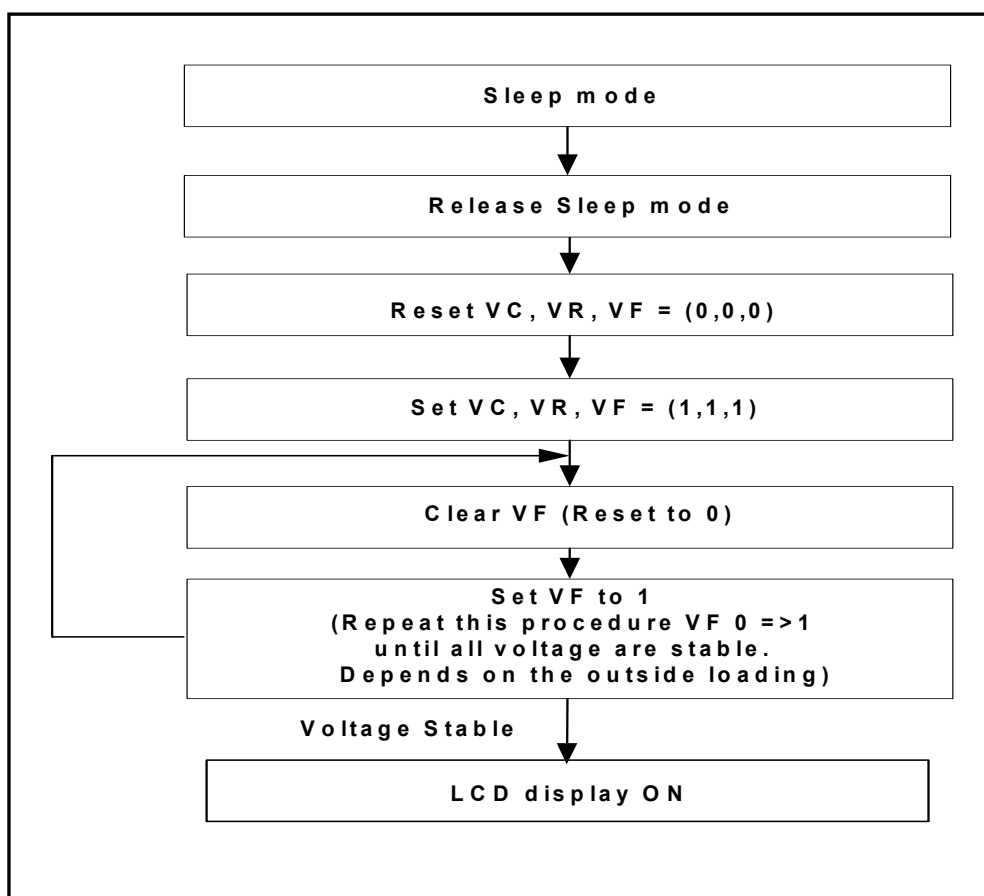 Sleep mode
Release Sleep mode
Reset VC, VR, VF = (0,0,0)
Set VC, VR, VF = (1,1,1)
Clear VF (Reset to 0)
Set VF to 1
(Repeat this procedure VF 0 =>1
until all voltage are stable.
Depends on the outside loading)
Voltage Stable
LCD display ON